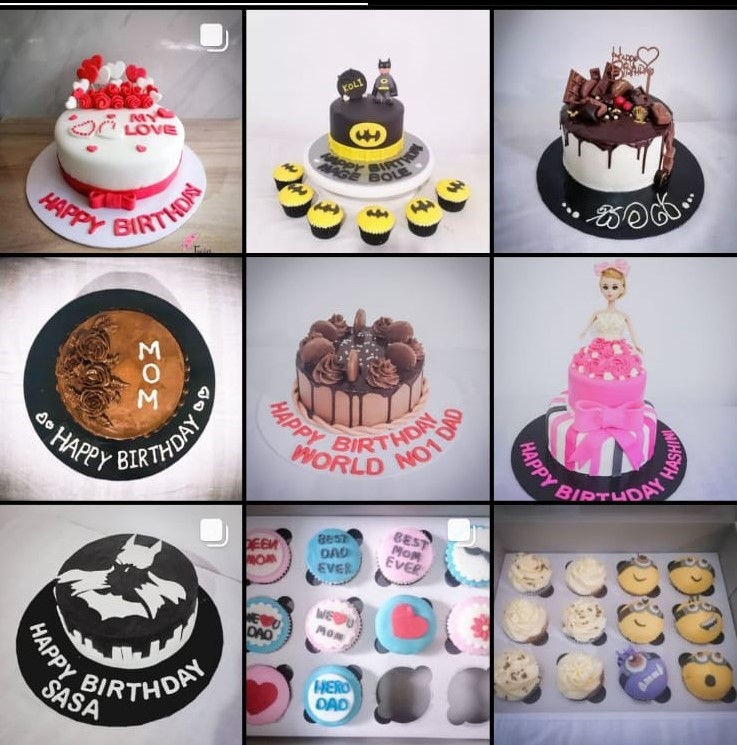 MY
LOVE
HAPPY BIRTHDAY
KOLI
HAPPY BIRTHDAY
NAGE BOLE
HAPPY
BIRTHDAY
MOM
HAPPY BIRTHDAY
HAPPY BIRTHDAY
WORLD NO1 DAD
HAPPY BIRTHDAY HASHINI
HAPPY BIRTHDAY
SASA
MOM
BEST
DAD
EVER
BEST
MOM
EVER
WE U
DAD
WE U
MOM
HERO
DAD